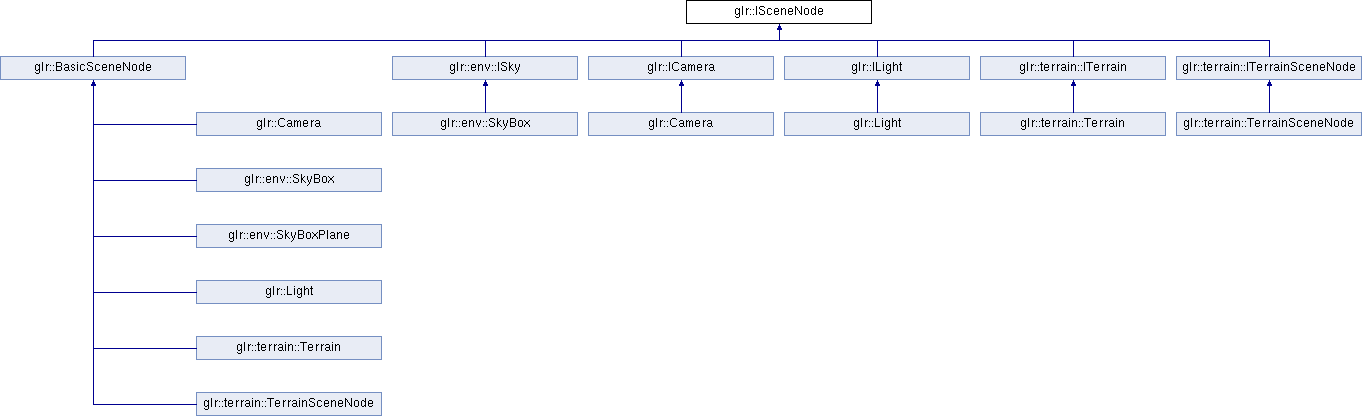 glr::ISceneNode
glr::BasicSceneNode
glr::env::ISky
glr::ICamera
glr::ILight
glr::terrain::ITerrain
glr::terrain::ITerrainSceneNode
glr::Camera
glr::env::SkyBox
glr::Camera
glr::Light
glr::terrain::Terrain
glr::terrain::TerrainSceneNode
glr::env::SkyBox
glr::env::SkyBoxPlane
glr::Light
glr::terrain::Terrain
glr::terrain::TerrainSceneNode